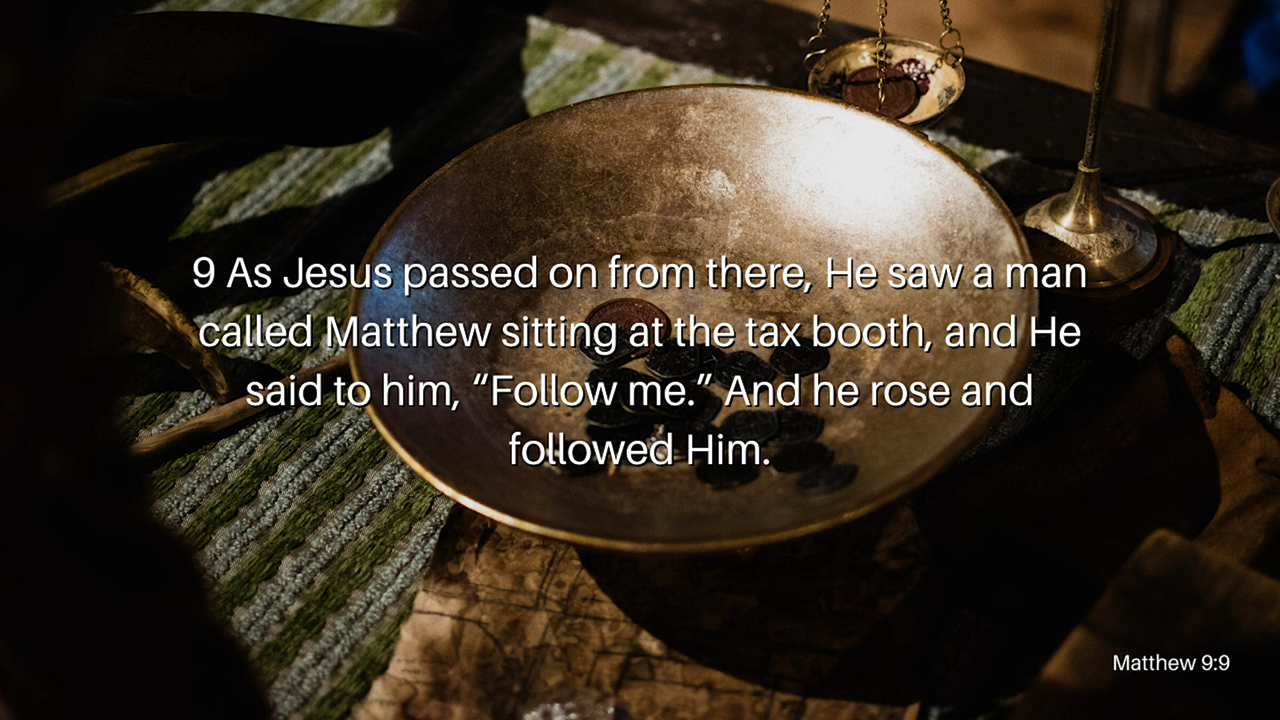 9 As Jesus passed on from there, He saw a man
called Matthew sitting at the tax booth, and He
said to him, “Follow me.” And he rose and
followed Him.
Matthew 9:9